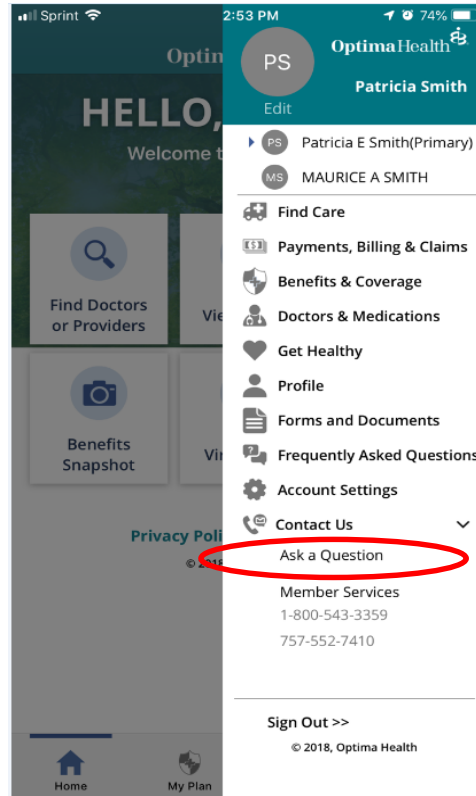 Sprint
2:53 PM
74%
Optima Health
PS
Patricia Smith
Edit
PS Patricia E Smith(Primary)
MS MAURICE A SMITH
Find Care
Payments, Billing & Claims
Benefits & Coverage
Doctors & Medications
Get Healthy
Profile
Forms and Documents
Frequently Asked Questions
Account Settings
Contact Us
Ask a Question
Member Services
1-800-543-3359
757-552-7410
Sign Out >>
© 2018, Optima Health
HELLO,
Welcome
Find Doctors
or Providers
Benefits
Snapshot
Privacy
© 2018
Home
My Plan